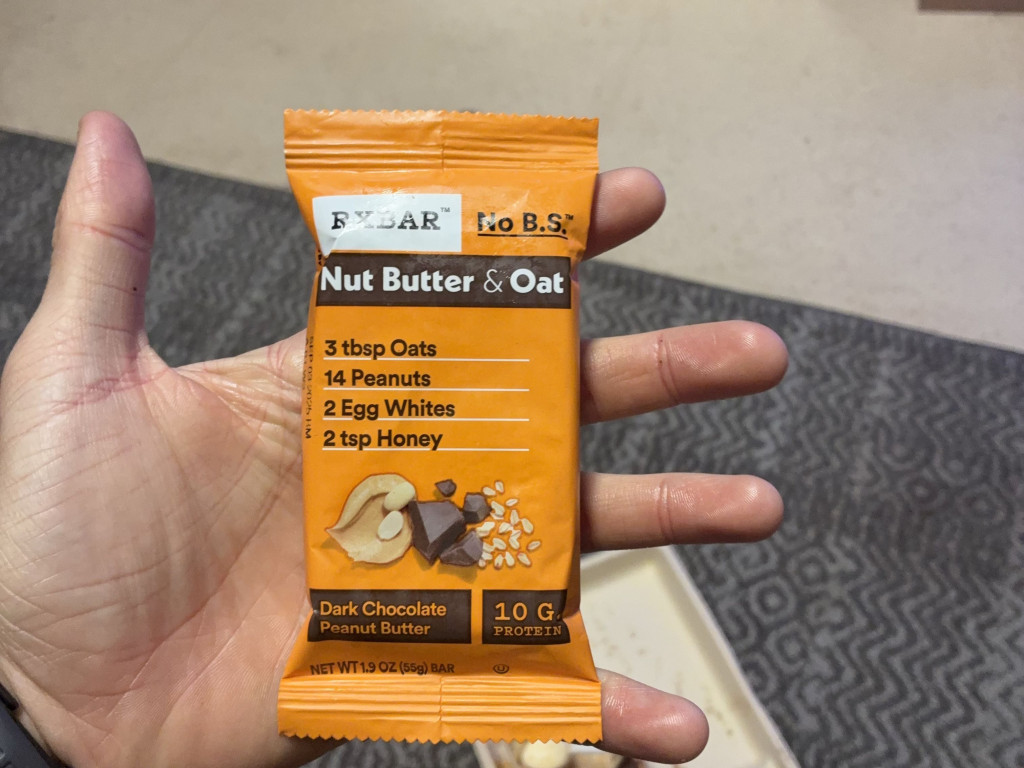 RXBAR™
No B.S.™
Nut Butter & Oat
3 tbsp Oats
14 Peanuts
2 Egg Whites
2 tsp Honey
Dark Chocolate
Peanut Butter
10 G
PROTEIN
NET WT 1.9 OZ (55g) BAR
U